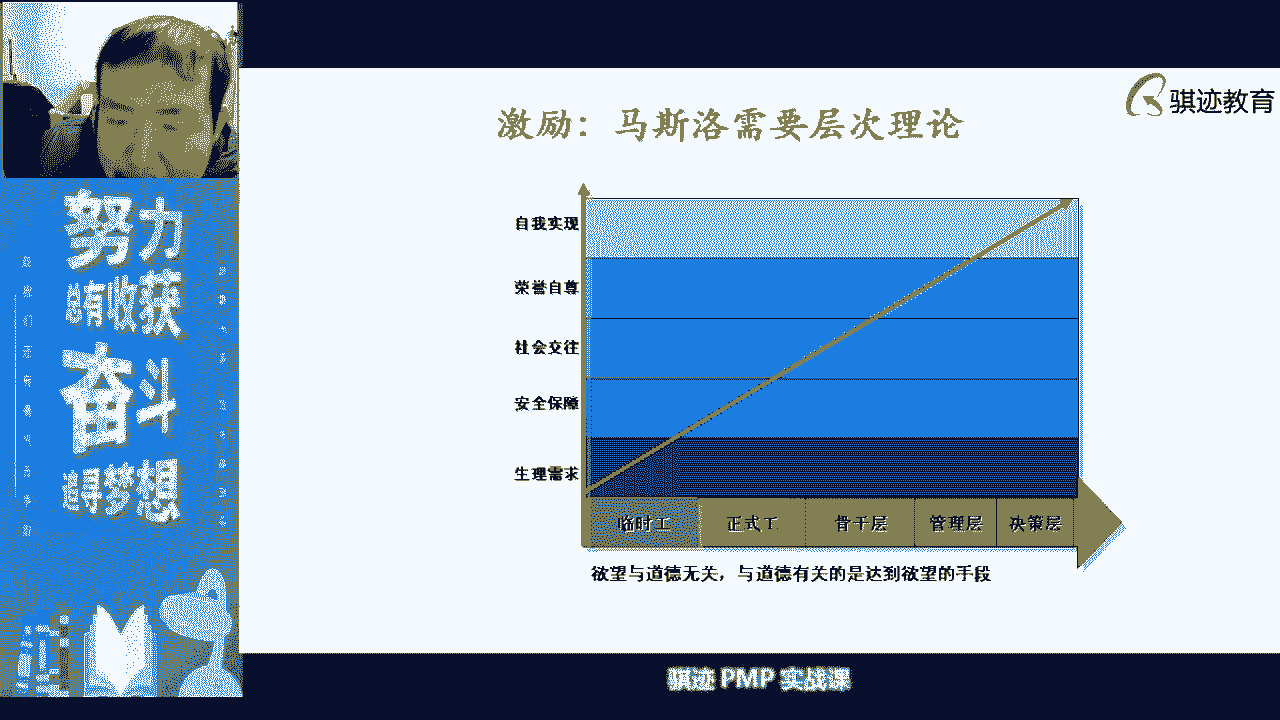 骐迹教育
激励：马斯洛需要层次理论
努力
总有收获
奋斗
追寻梦想
自我实现
荣誉自尊
社会交往
安全保障
生理需求
临时工 正式工 骨干层 管理层 决策层
欲望与道德无关，与道德有关的是达到欲望的手段
骐迹 PMP 实战课